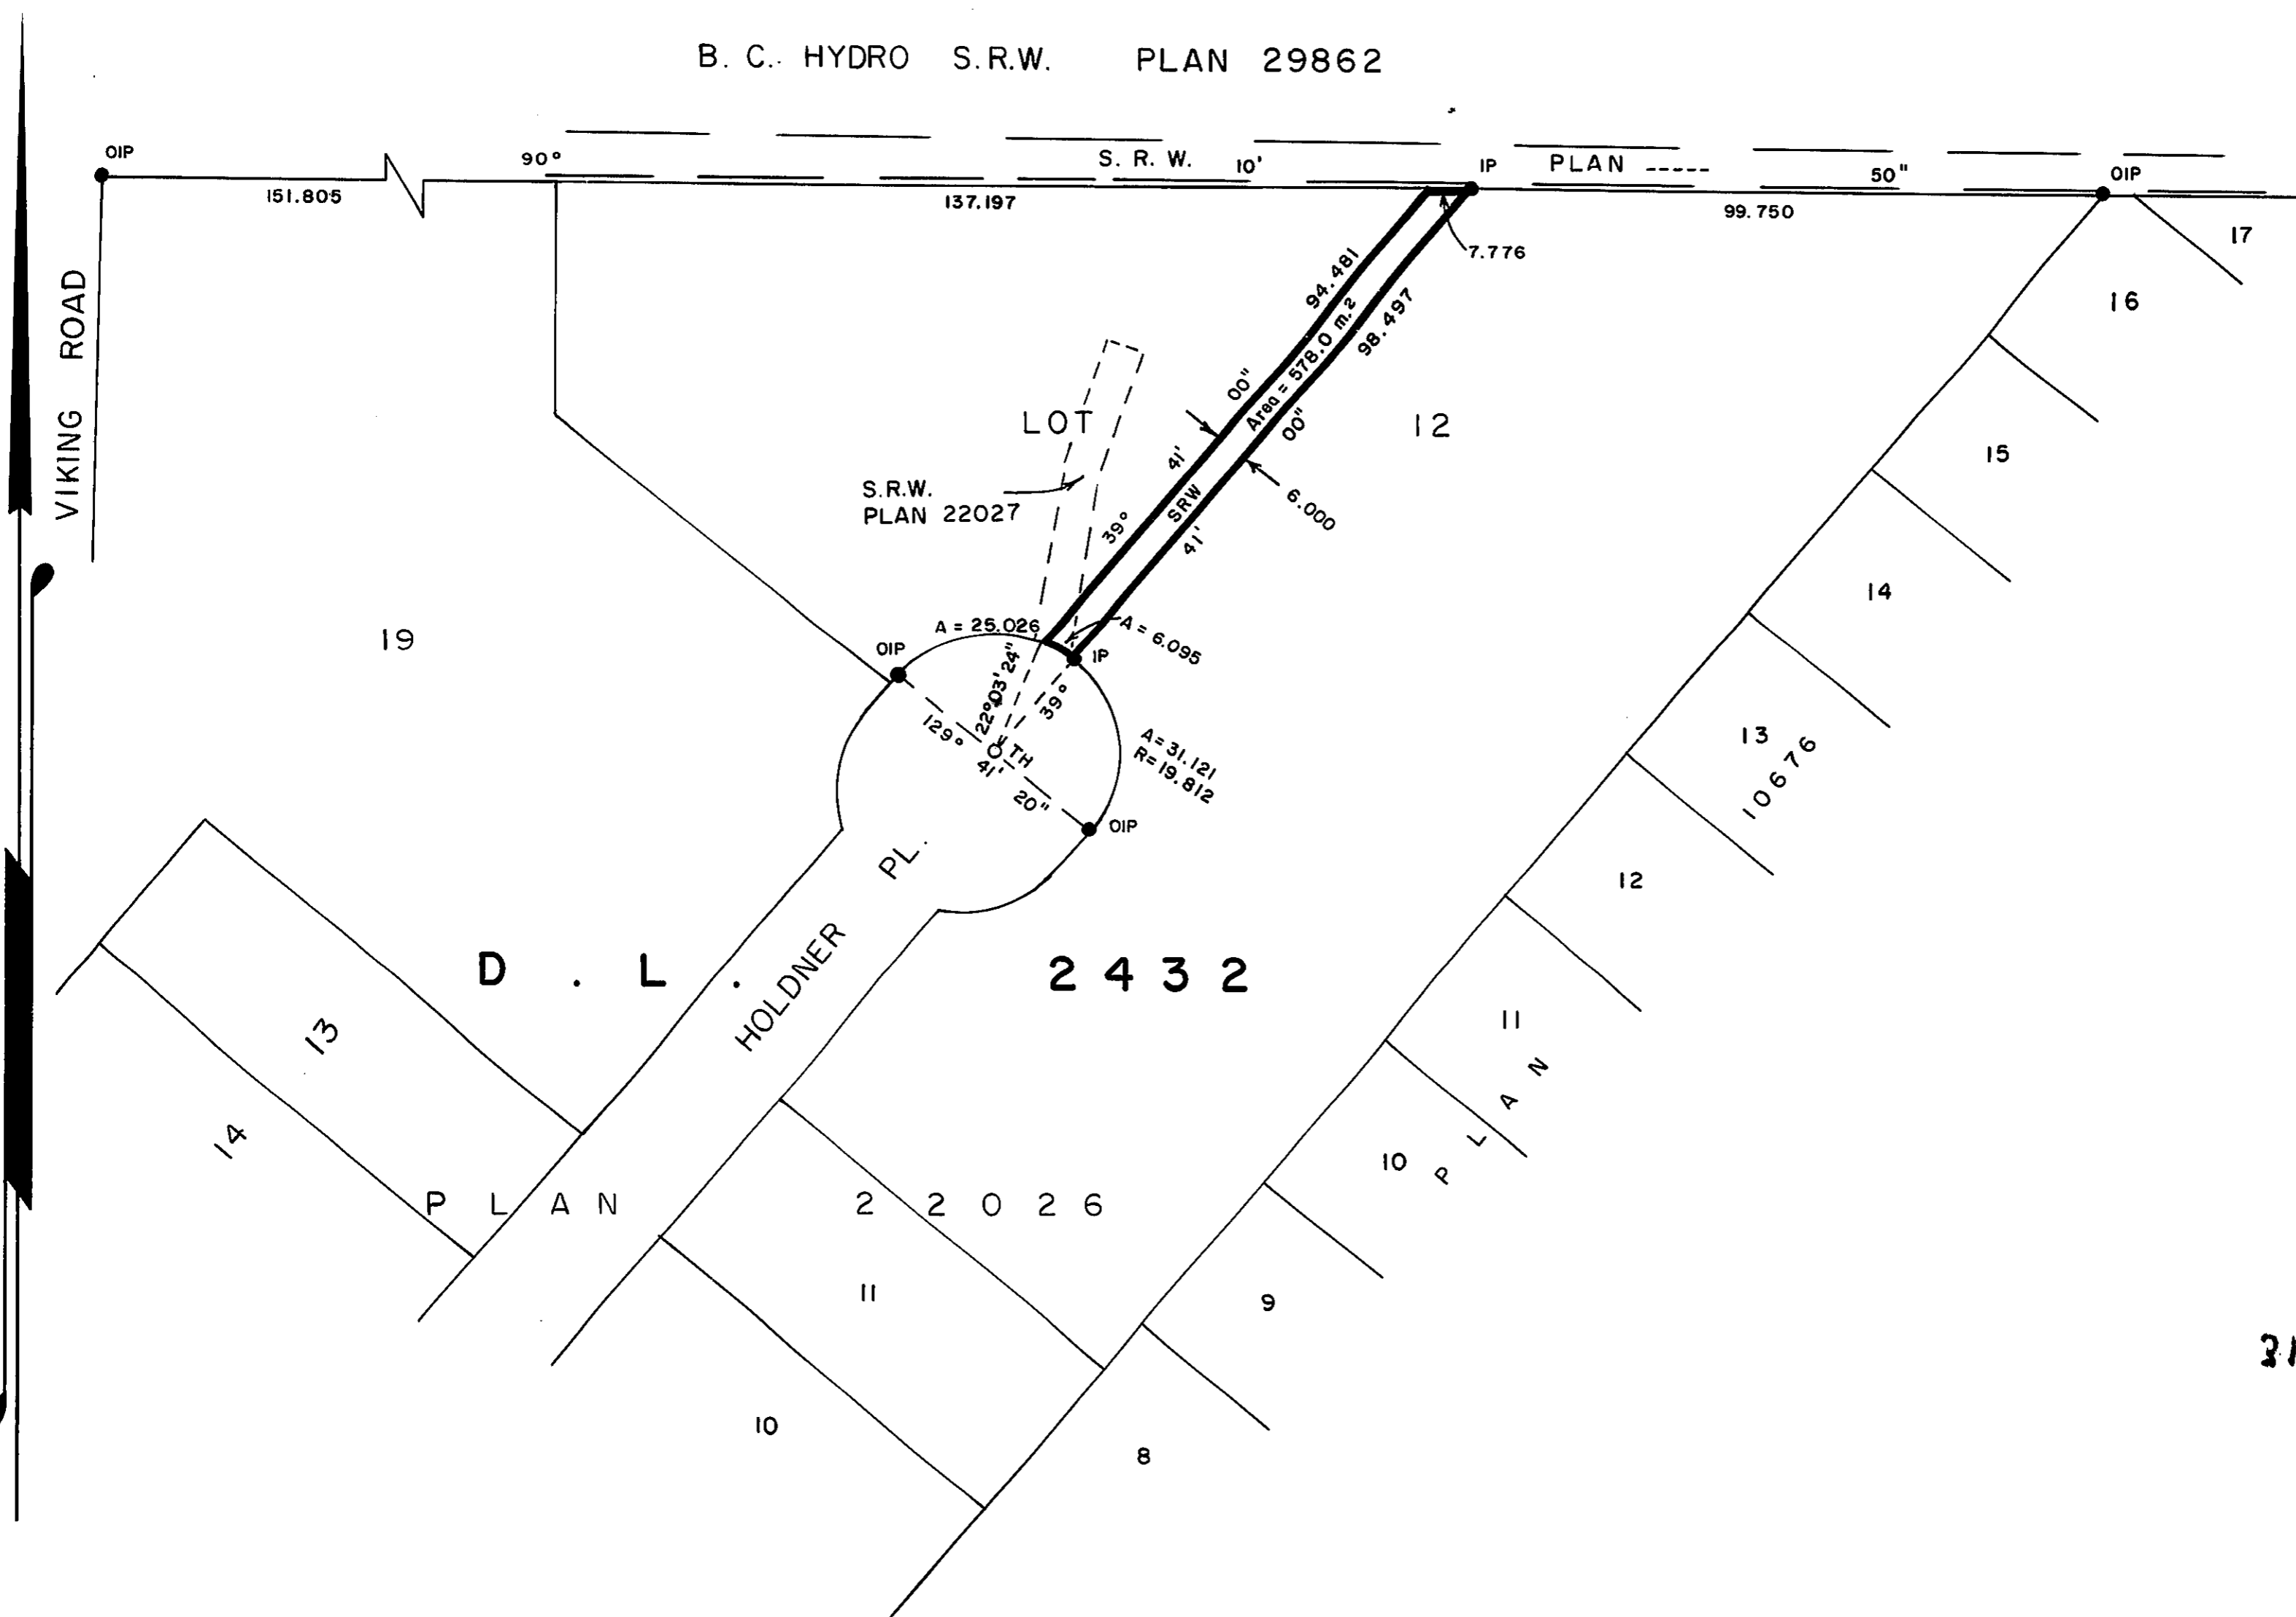 B. C. HYDRO S.R.W. PLAN 29862
OIP
90°
S. R. W.
10'
IP
PLAN -----
50"
OIP
151.805
137.197
99.750
7.776
17
16
VIKING ROAD
94.481
Area = 578.0 m.²
98.497
00"
00"
LOT
12
15
41'
S.R.W.
PLAN 22027
39°
SRW
41'
6.000
14
19
A = 25.026
A = 6.095
OIP
IP
22°03'24"
39°
129°
TH
41'
20"
A=31.121
R=19.812
OIP
13
10676
HOLDNER PL.
12
D . L . 2432
11
13
14
PLAN 22026
10
PLAN
11
9
10
8